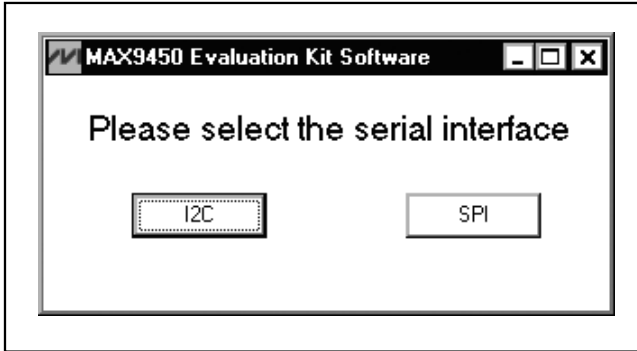 MAX9450 Evaluation Kit Software
Please select the serial interface
I2C SPI